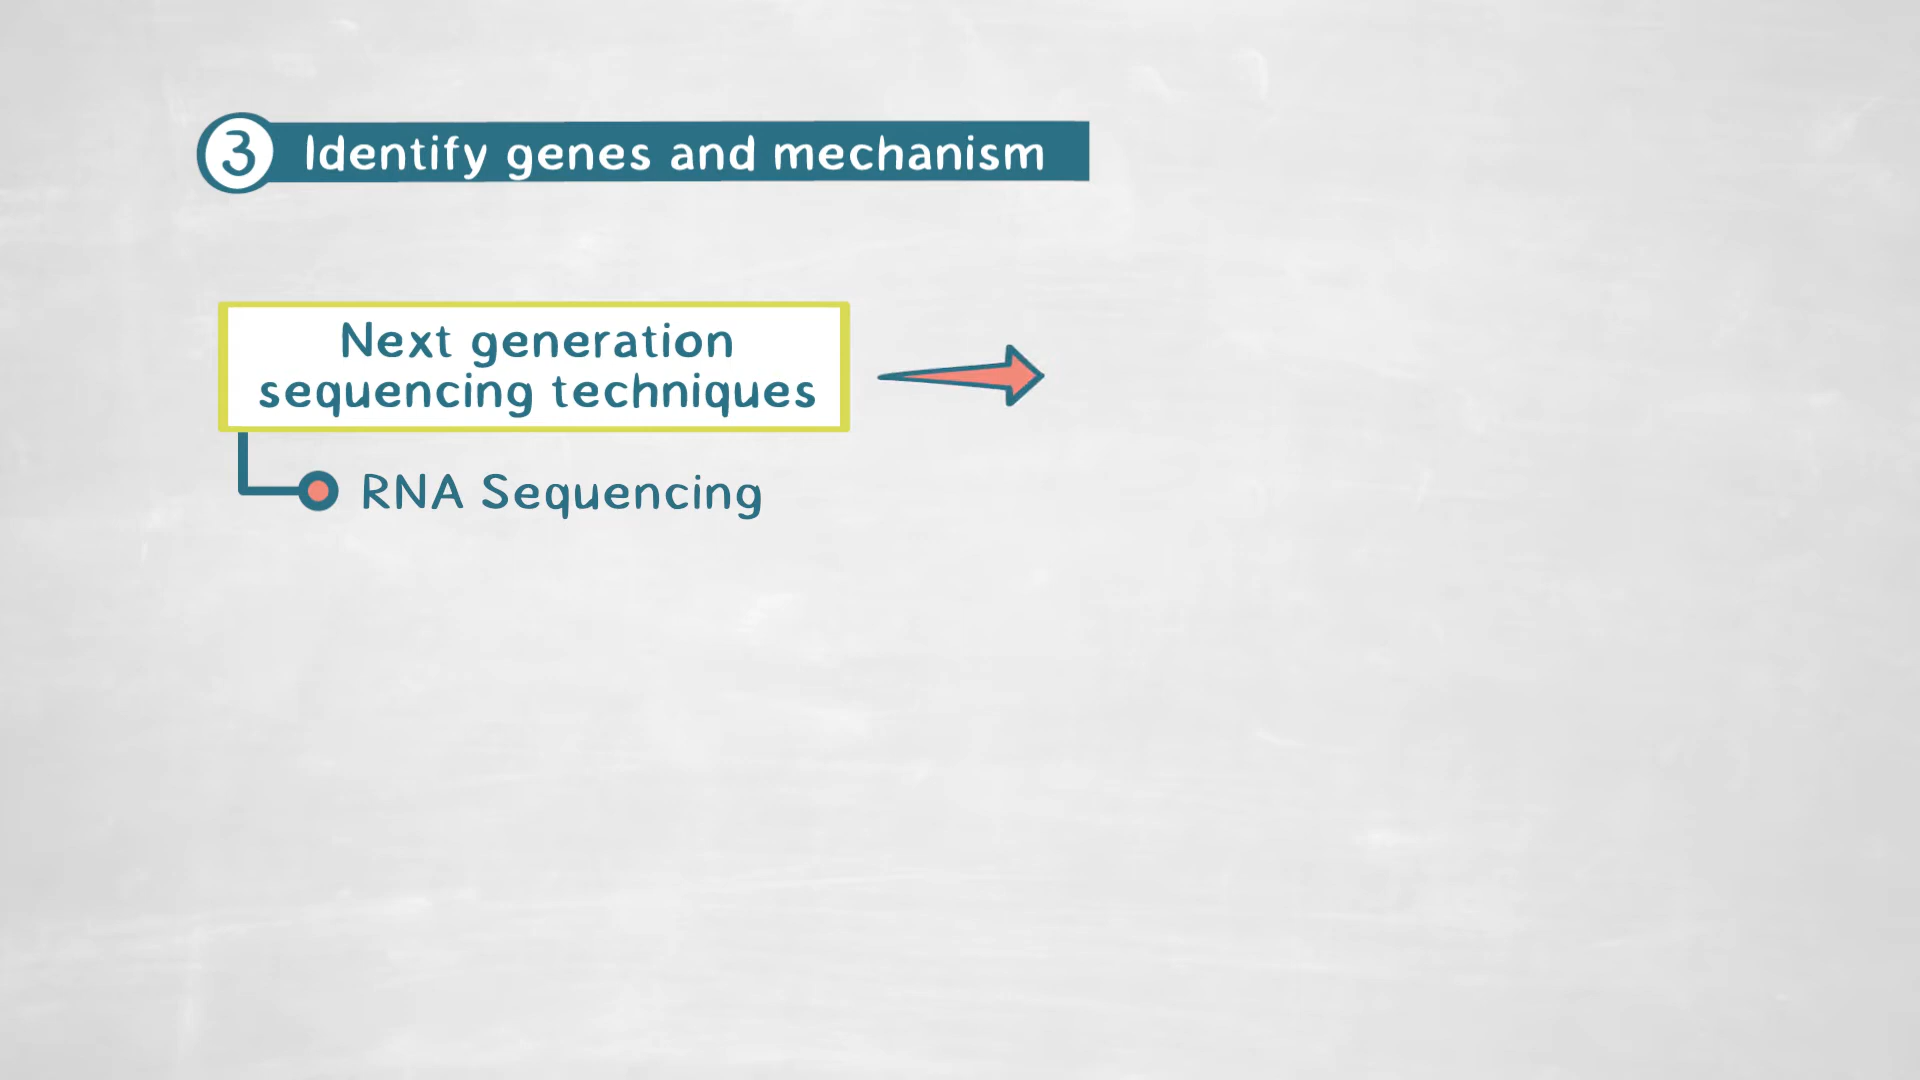 3 Identify genes and mechanism
Next generation
sequencing techniques
RNA Sequencing